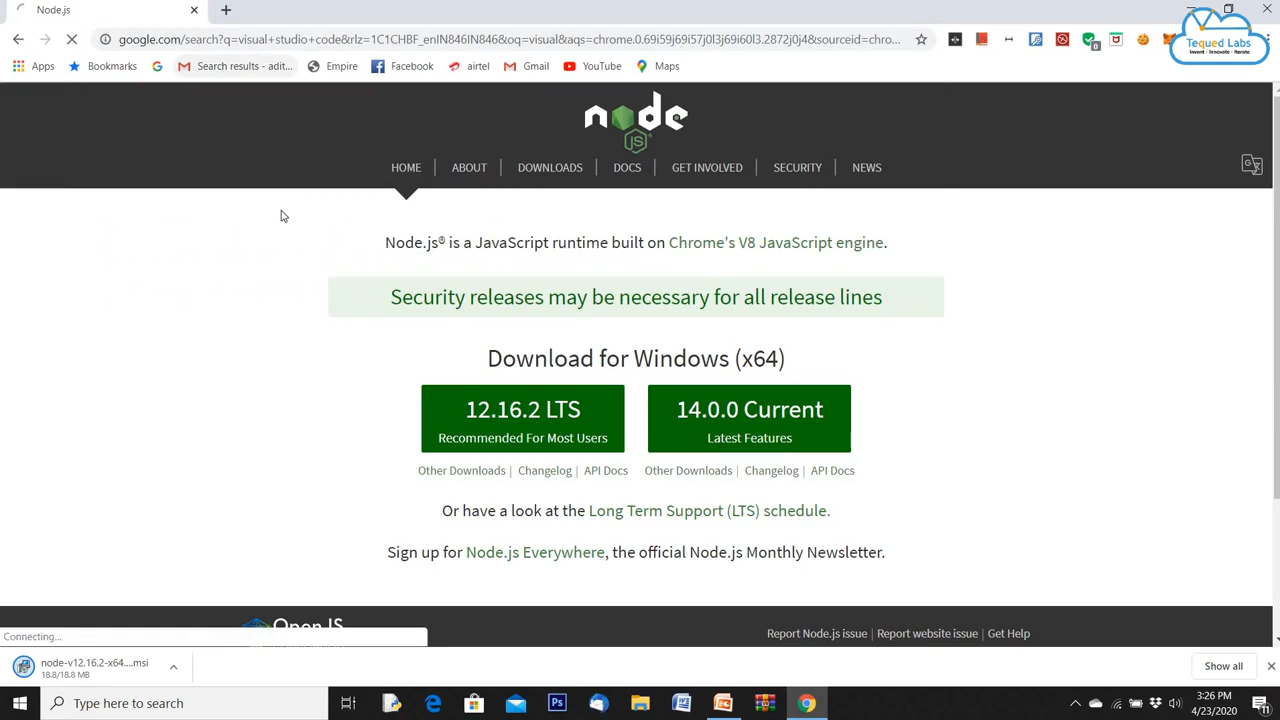 Node.js
google.com/search?q=visual+studio+code&rlz=1C1CHBF_enIN846IN846&oq=visual&aqs=chrome.0.69i59j69i57j0l3j69i60l3.2872j0j4&sourceid=chro...
Tequed Labs
Invent - Innovate - Iterate
Apps
Bookmarks
Search results - adit...
Empire
Facebook
airtel
Gmail
YouTube
Maps
node
JS
HOME
ABOUT
DOWNLOADS
DOCS
GET INVOLVED
SECURITY
NEWS
Node.js® is a JavaScript runtime built on Chrome's V8 JavaScript engine.
Security releases may be necessary for all release lines
Download for Windows (x64)
12.16.2 LTS
Recommended For Most Users
14.0.0 Current
Latest Features
Other Downloads | Changelog | API Docs
Other Downloads | Changelog | API Docs
Or have a look at the Long Term Support (LTS) schedule.
Sign up for Node.js Everywhere, the official Node.js Monthly Newsletter.
OpenJS
Report Node.js issue | Report website issue | Get Help
Connecting...
node-v12.16.2-x64....msi
18.8/18.8 MB
Show all
Type here to search
3:26 PM
4/23/2020